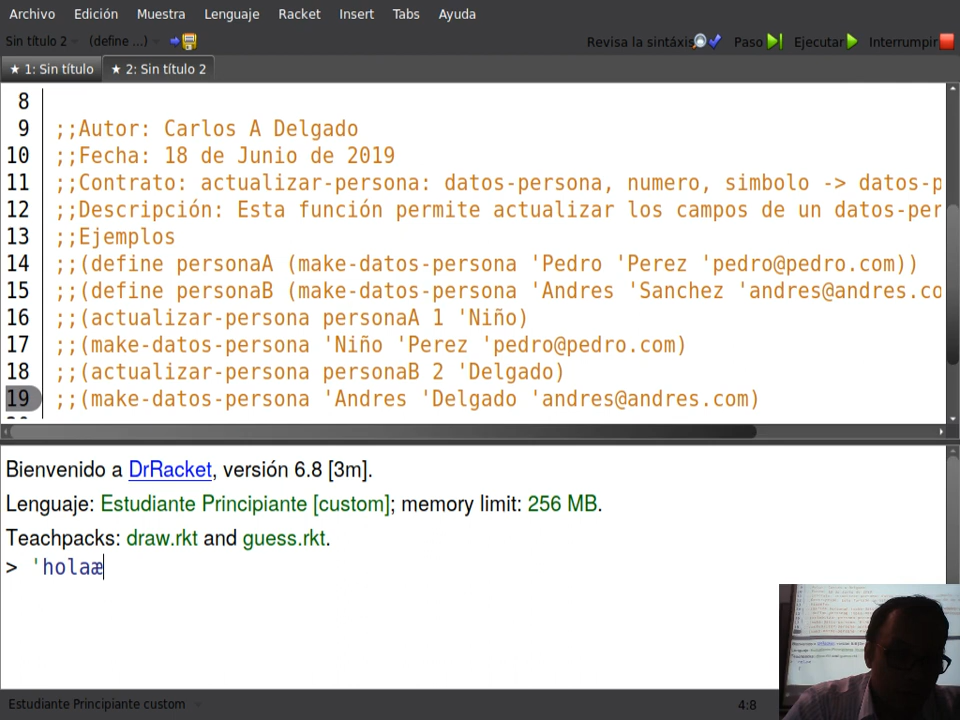 Archivo Edición Muestra Lenguaje Racket Insert Tabs Ayuda
Sin título 2 (define ...) Revisa la sintáxis Paso Ejecutar Interrumpir
★ 1: Sin título ★ 2: Sin título 2
8
9 ;;Autor: Carlos A Delgado
10 ;;Fecha: 18 de Junio de 2019
11 ;;Contrato: actualizar-persona: datos-persona, numero, simbolo -> datos-p
12 ;;Descripción: Esta función permite actualizar los campos de un datos-per
13 ;;Ejemplos
14 ;;(define personaA (make-datos-persona 'Pedro 'Perez 'pedro@pedro.com))
15 ;;(define personaB (make-datos-persona 'Andres 'Sanchez 'andres@andres.co
16 ;;(actualizar-persona personaA 1 'Niño)
17 ;;(make-datos-persona 'Niño 'Perez 'pedro@pedro.com)
18 ;;(actualizar-persona personaB 2 'Delgado)
19 ;;(make-datos-persona 'Andres 'Delgado 'andres@andres.com)
Bienvenido a DrRacket, versión 6.8 [3m].
Lenguaje: Estudiante Principiante [custom]; memory limit: 256 MB.
Teachpacks: draw.rkt and guess.rkt.
> 'holaæ
Estudiante Principiante custom 4:8